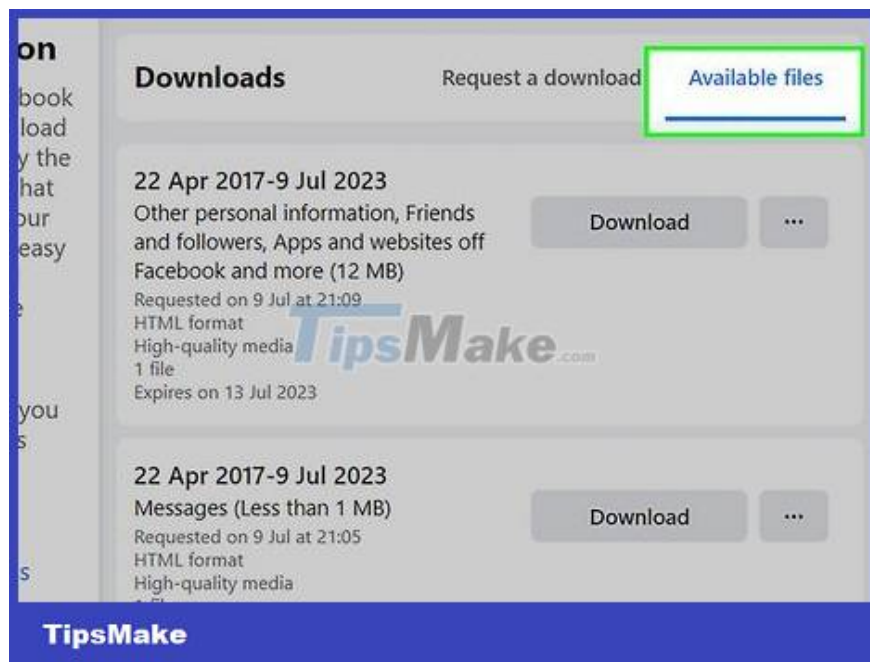 on
book
load
y the
hat
our
easy
e
you
s
s
Downloads
Request a download
Available files
22 Apr 2017-9 Jul 2023
Other personal information, Friends
and followers, Apps and websites off
Facebook and more (12 MB)
Requested on 9 Jul at 21:09
HTML format
High-quality media
1 file
Expires on 13 Jul 2023
Download
...
TipsMake.com
22 Apr 2017-9 Jul 2023
Messages (Less than 1 MB)
Requested on 9 Jul at 21:05
HTML format
High-quality media
Download
...
TipsMake